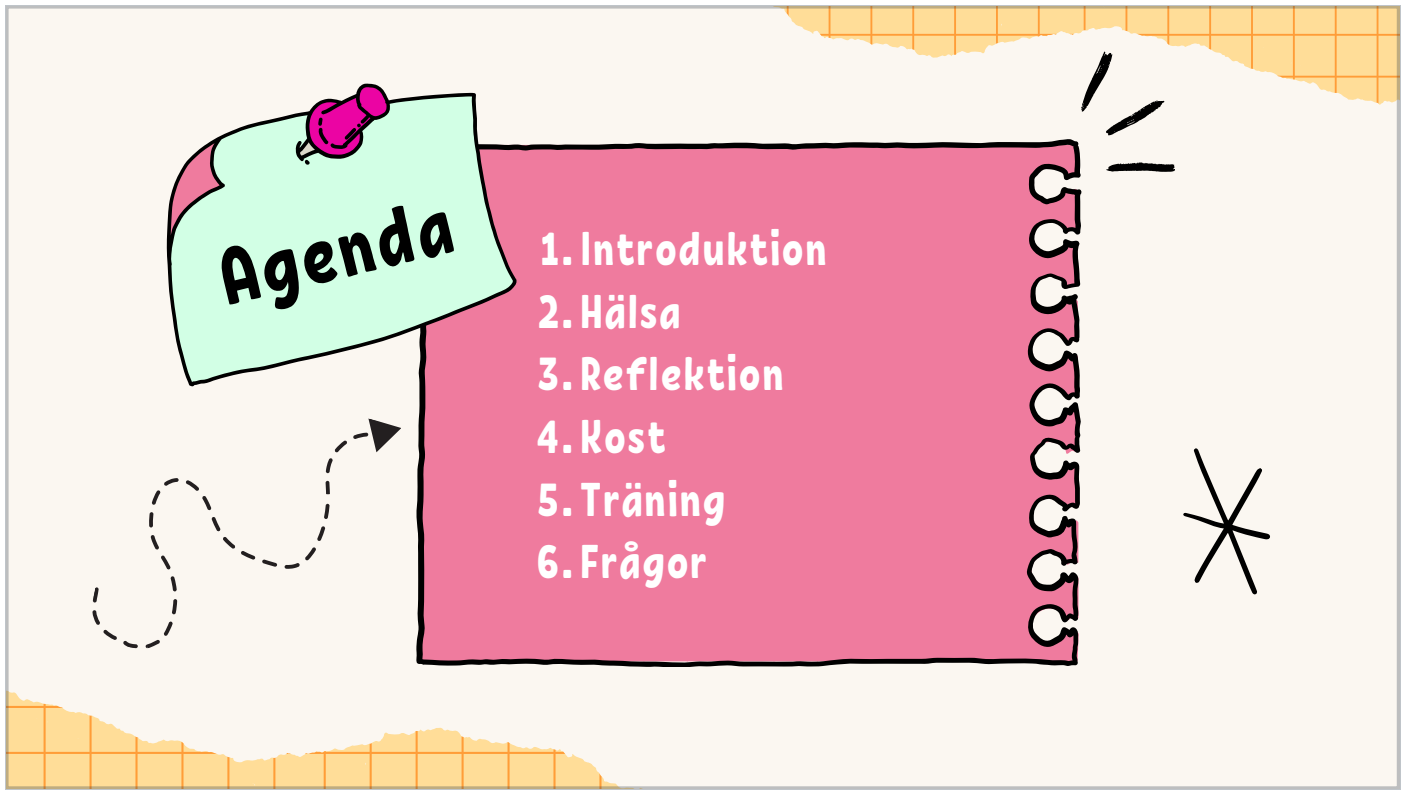 Agenda
1. Introduktion
2. Hälsa
3. Reflektion
4. Kost
5. Träning
6. Frågor